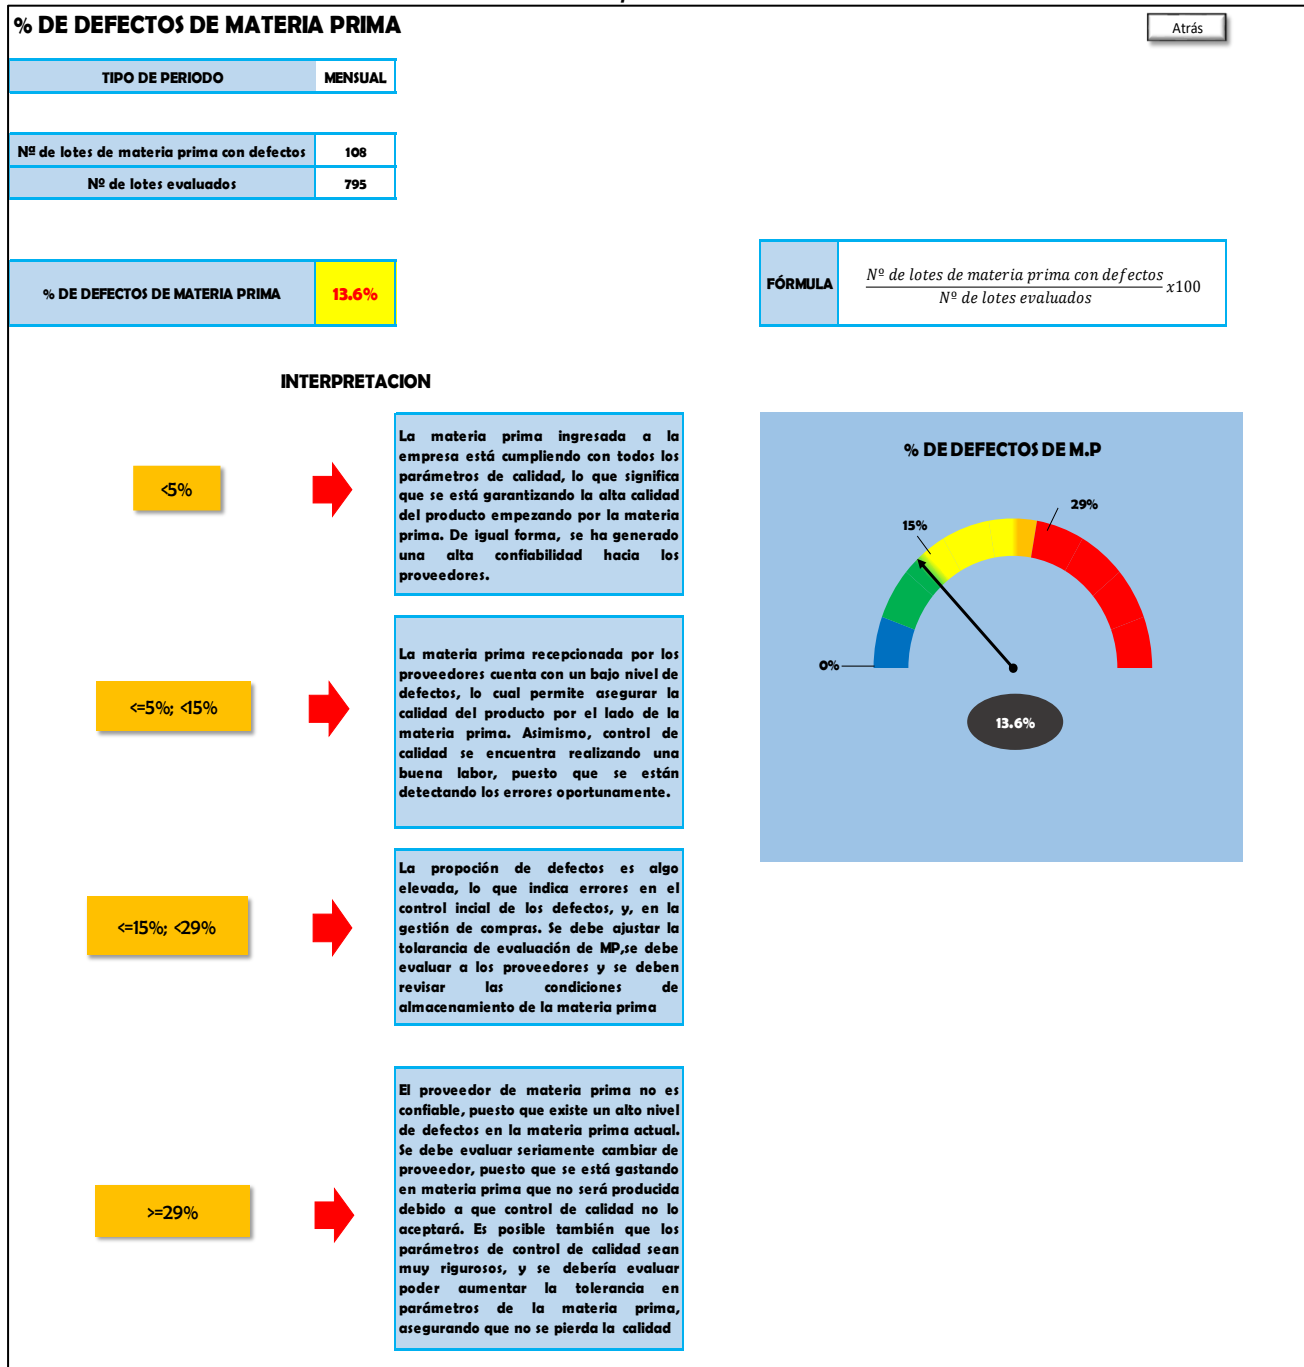 % DE DEFECTOS DE MATERIA PRIMA
Atrás
TIPO DE PERIODO MENSUAL
Nº de lotes de materia prima con defectos 108
Nº de lotes evaluados 795
% DE DEFECTOS DE MATERIA PRIMA 13.6%
FÓRMULA
Nº de lotes de materia prima con defectos
Nº de lotes evaluados
x100
INTERPRETACION
<5%
La materia prima ingresada a la
empresa está cumpliendo con todos los
parámetros de calidad, lo que significa
que se está garantizando la alta calidad
del producto empezando por la materia
prima. De igual forma, se ha generado
una alta confiabilidad hacia los
proveedores.
<=5%; <15%
La materia prima recepcionada por los
proveedores cuenta con un bajo nivel de
defectos, lo cual permite asegurar la
calidad del producto por el lado de la
materia prima. Asimismo, control de
calidad se encuentra realizando una
buena labor, puesto que se están
detectando los errores oportunamente.
<=15%; <29%
La propoción de defectos es algo
elevada, lo que indica errores en el
control incial de los defectos, y, en la
gestión de compras. Se debe ajustar la
tolarancia de evaluación de MP,se debe
evaluar a los proveedores y se deben
revisar las condiciones de
almacenamiento de la materia prima
>=29%
El proveedor de materia prima no es
confiable, puesto que existe un alto nivel
de defectos en la materia prima actual.
Se debe evaluar seriamente cambiar de
proveedor, puesto que se está gastando
en materia prima que no será producida
debido a que control de calidad no lo
aceptará. Es posible también que los
parámetros de control de calidad sean
muy rigurosos, y se debería evaluar
poder aumentar la tolerancia en
parámetros de la materia prima,
asegurando que no se pierda la calidad
% DE DEFECTOS DE M.P
29%
15%
0%
13.6%